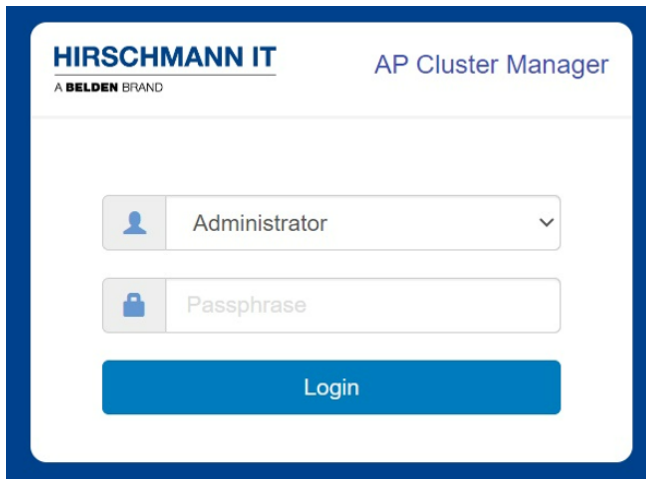 HIRSCHMANN IT
A BELDEN BRAND
AP Cluster Manager
Administrator
Passphrase
Login